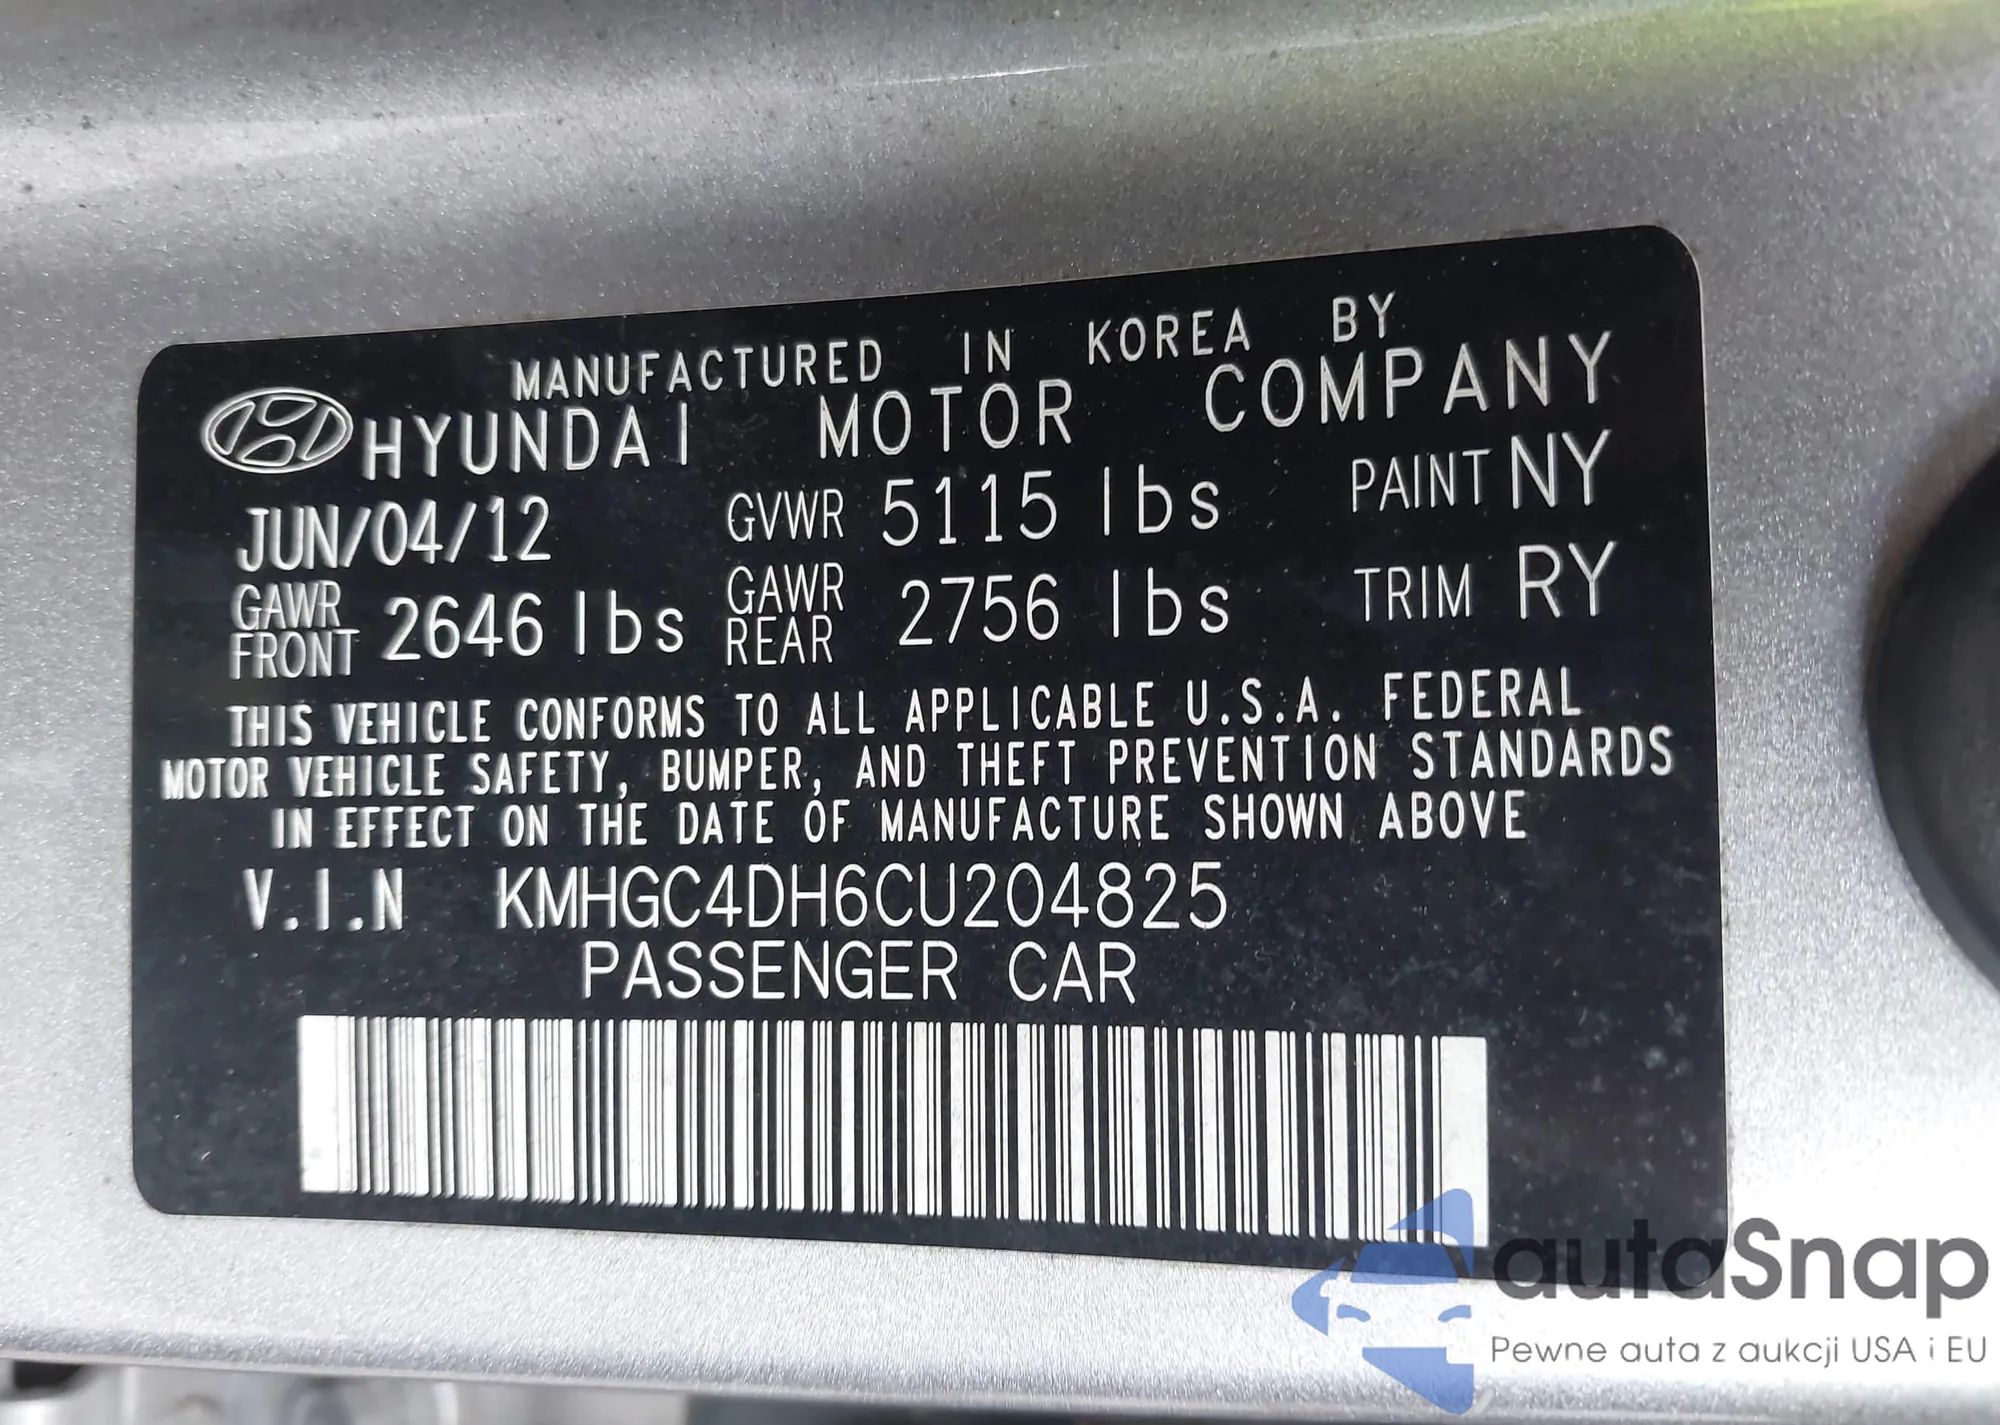 MANUFACTURED IN KOREA BY
HYUNDAI MOTOR COMPANY
JUN/04/12 GVWR 5115 lbs PAINT NY
GAWR FRONT 2646 lbs GAWR REAR 2756 lbs TRIM RY
THIS VEHICLE CONFORMS TO ALL APPLICABLE U.S.A. FEDERAL
MOTOR VEHICLE SAFETY, BUMPER, AND THEFT PREVENTION STANDARDS
IN EFFECT ON THE DATE OF MANUFACTURE SHOWN ABOVE
V.I.N KMHGC4DH6CU204825
PASSENGER CAR
autaSnap
Pewne auta z aukcji USA i EU